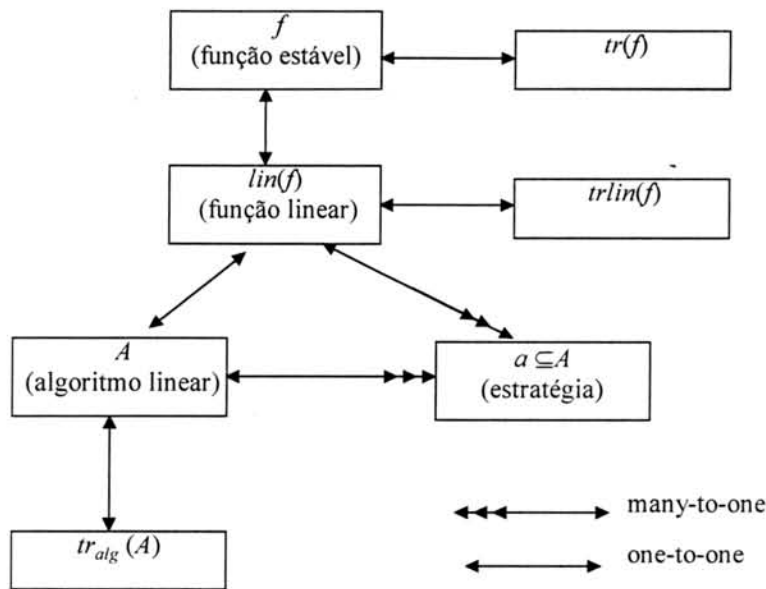 f
(função estável)
tr(f)
lin(f)
(função linear)
trlin(f)
A
(algoritmo linear)
a ⊆A
(estratégia)
tr_alg (A)
many-to-one
one-to-one